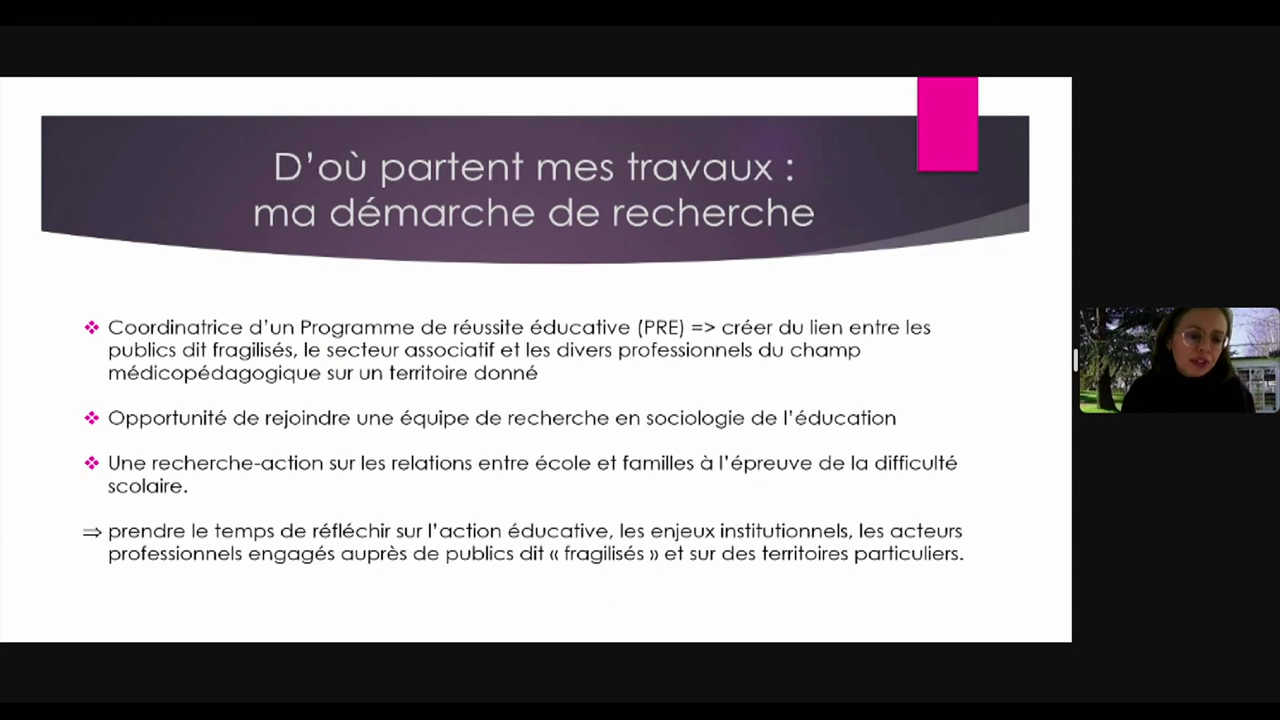 D'où partent mes travaux :
ma démarche de recherche
❖ Coordinatrice d'un Programme de réussite éducative (PRE) => créer du lien entre les
publics dit fragilisés, le secteur associatif et les divers professionnels du champ
médicopédagogique sur un territoire donné
❖ Opportunité de rejoindre une équipe de recherche en sociologie de l'éducation
❖ Une recherche-action sur les relations entre école et familles à l'épreuve de la difficulté
scolaire.
⇒ prendre le temps de réfléchir sur l'action éducative, les enjeux institutionnels, les acteurs
professionnels engagés auprès de publics dit « fragilisés » et sur des territoires particuliers.